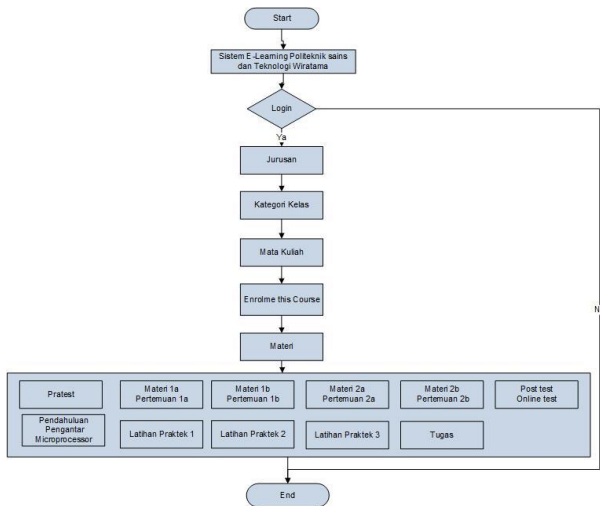 Start
Sistem E-Learning Politeknik sains
dan Teknologi Wiratama
Login
Ya
Jurusan
Kategori Kelas
Mata Kuliah
Enrolme this Course
N
Materi
Pratest
Materi 1a
Pertemuan 1a
Materi 1b
Pertemuan 1b
Materi 2a
Pertemuan 2a
Materi 2b
Pertemuan 2b
Post test
Online test
Pendahuluan
Pengantar
Microprocessor
Latihan Praktek 1
Latihan Praktek 2
Latihan Praktek 3
Tugas
End